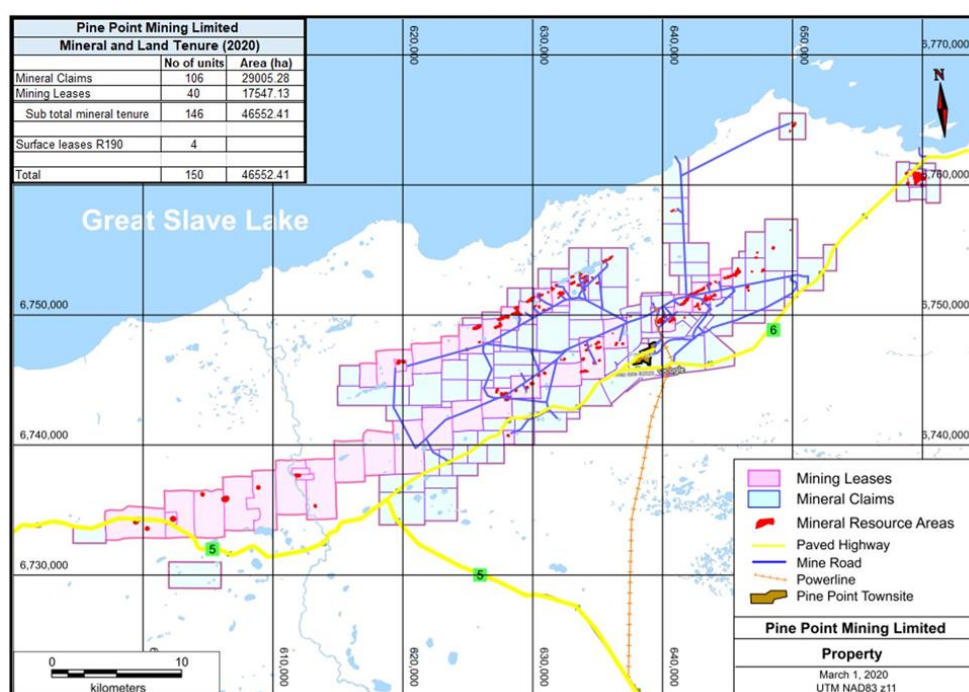 Pine Point Mining Limited
Mineral and Land Tenure (2020)
No of units Area (ha)
Mineral Claims 106 29005.28
Mining Leases 40 17547.13
Sub total mineral tenure 146 46552.41
Surface leases R190 4
Total 150 46552.41
620,000
630,000
640,000
650,000
6,770,000
N
6,760,000
Great Slave Lake
6,750,000
6,750,000
6
6,740,000
6,740,000
5
6,730,000
5
Mining Leases
Mineral Claims
Mineral Resource Areas
Paved Highway
Mine Road
Powerline
Pine Point Townsite
Pine Point Mining Limited
Property
March 1, 2020
UTM NAD83 z11
0 10
kilometers
610,000
620,000
630,000
640,000